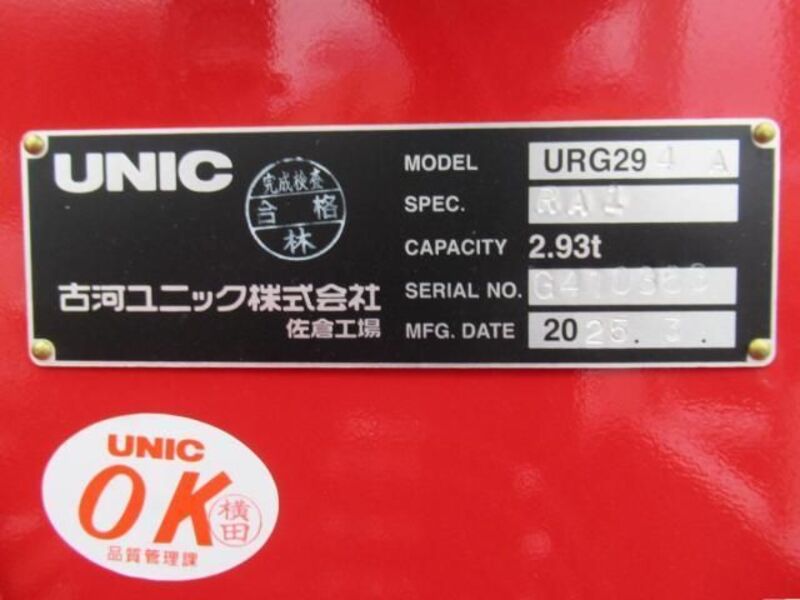 UNIC
完成検査
合格
林
古河ユニック株式会社
佐倉工場
MODEL URG294A
SPEC. RA1
CAPACITY 2.93t
SERIAL NO.
MFG. DATE 2025.3.
UNIC
OK
横田
品質管理課